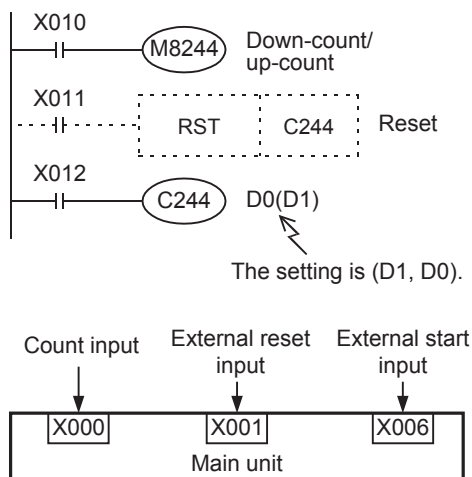 X010
M8244
Down-count/
up-count
X011
RST
C244
Reset
X012
C244
D0(D1)
The setting is (D1, D0).
Count input
External reset
input
External start
input
X000
X001
X006
Main unit